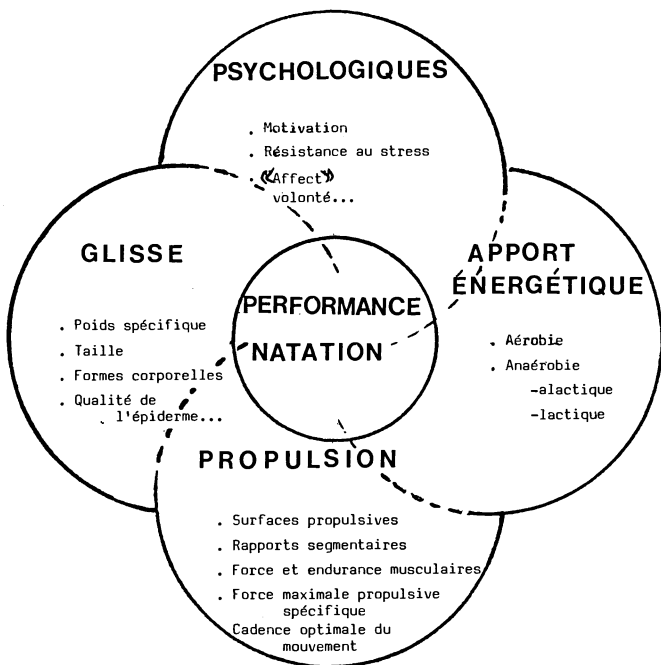 PSYCHOLOGIQUES
. Motivation
. Résistance au stress
. «Affect»
volonté...
GLISSE
. Poids spécifique
. Taille
. Formes corporelles
. Qualité de
l'épiderme...
PERFORMANCE
NATATION
APPORT
ÉNERGÉTIQUE
. Aérobie
. Anaérobie
-alactique
-lactique
PROPULSION
. Surfaces propulsives
. Rapports segmentaires
. Force et endurance musculaires
. Force maximale propulsive
spécifique
Cadence optimale du
mouvement